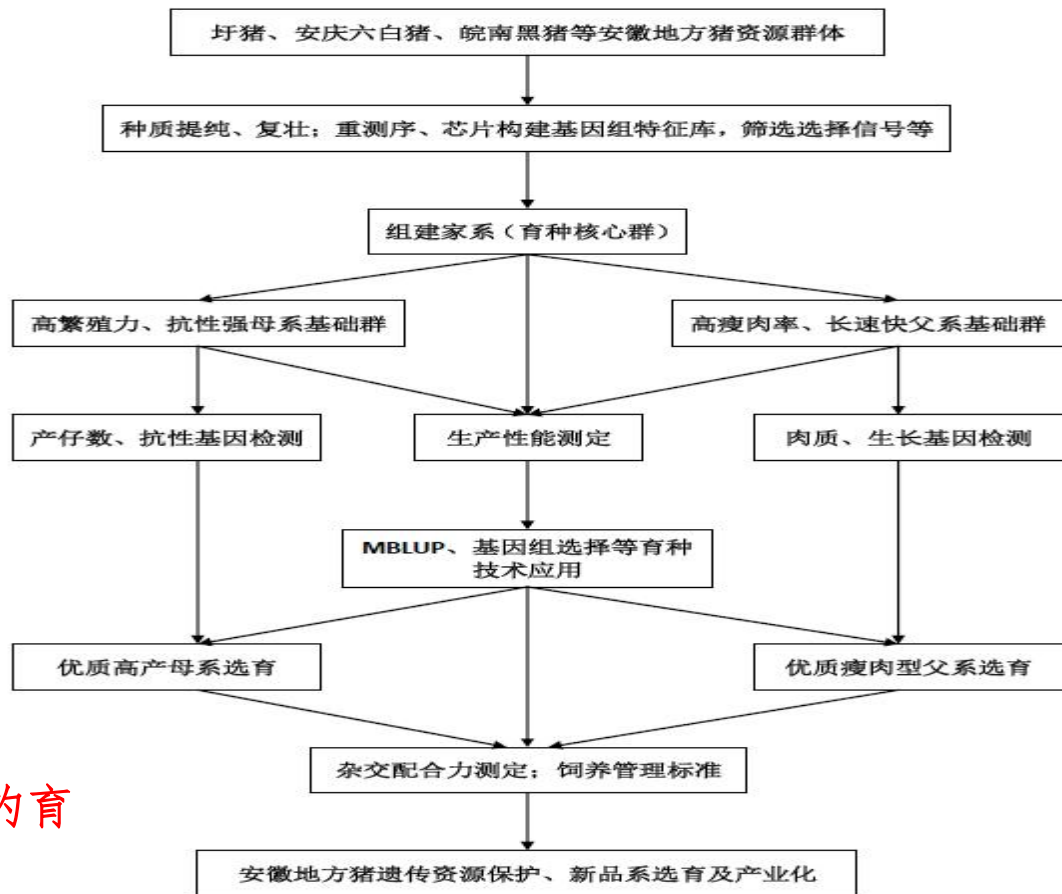 圩猪、安庆六白猪、皖南黑猪等安徽地方猪资源群体
种质提纯、复壮；重测序、芯片构建基因组特征库，筛选选择信号等
组建家系（育种核心群）
高繁殖力、抗性强母系基础群
高瘦肉率、长速快父系基础群
产仔数、抗性基因检测
生产性能测定
肉质、生长基因检测
MBLUP、基因组选择等育种
技术应用
优质高产母系选育
优质瘦肉型父系选育
杂交配合力测定；饲养管理标准
的育
安徽地方猪遗传资源保护、新品系选育及产业化